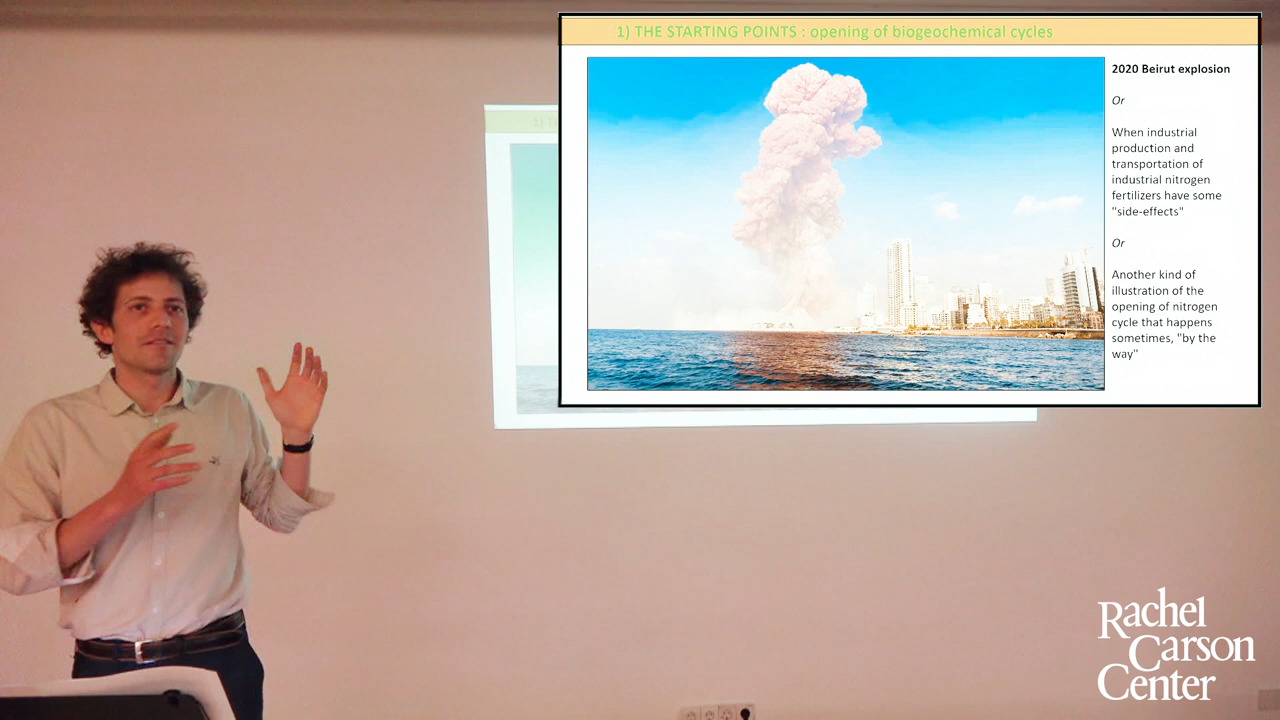 1) THE STARTING POINTS : opening of biogeochemical cycles
2020 Beirut explosion
Or
When industrial
production and
transportation of
industrial nitrogen
fertilizers have some
"side-effects"
Or
Another kind of
illustration of the
opening of nitrogen
cycle that happens
sometimes, "by the
way"
Rachel
Carson
Center